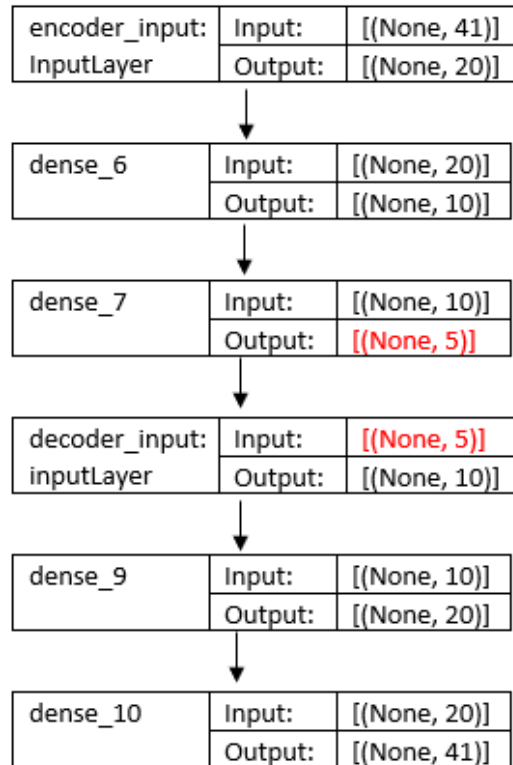 encoder_input: Input: [(None, 41)]
InputLayer Output: [(None, 20)]
dense_6 Input: [(None, 20)]
Output: [(None, 10)]
dense_7 Input: [(None, 10)]
Output: [(None, 5)]
decoder_input: Input: [(None, 5)]
inputLayer Output: [(None, 10)]
dense_9 Input: [(None, 10)]
Output: [(None, 20)]
dense_10 Input: [(None, 20)]
Output: [(None, 41)]